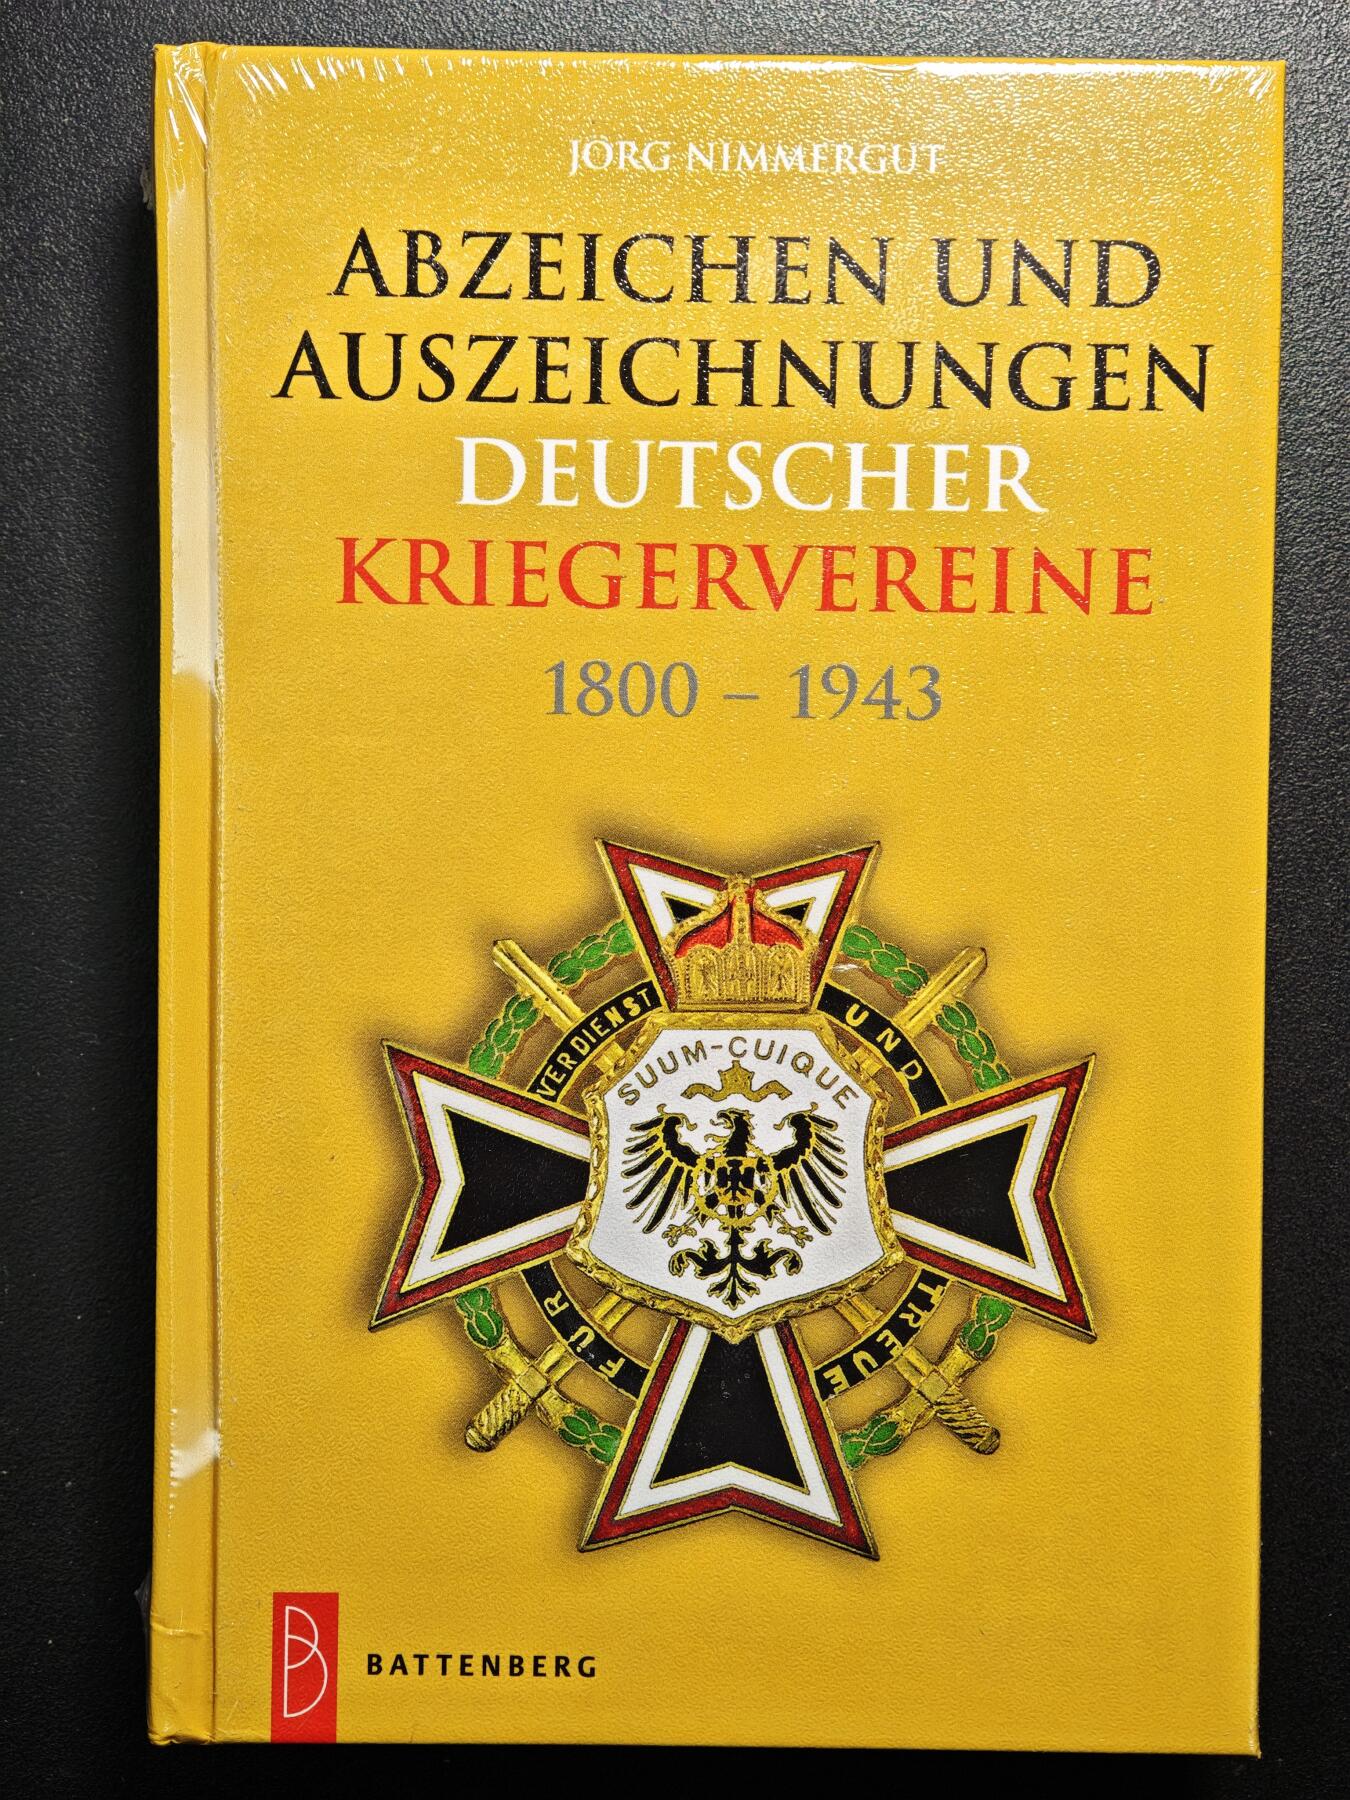 JÖRG NIMMERGUT
ABZEICHEN UND
AUSZEICHNUNGEN
DEUTSCHER
KRIEGERVEREINE
1800 – 1943
FÜR VERDIENST UND TREUE
SUUM-CUIQUE
B
BATTENBERG